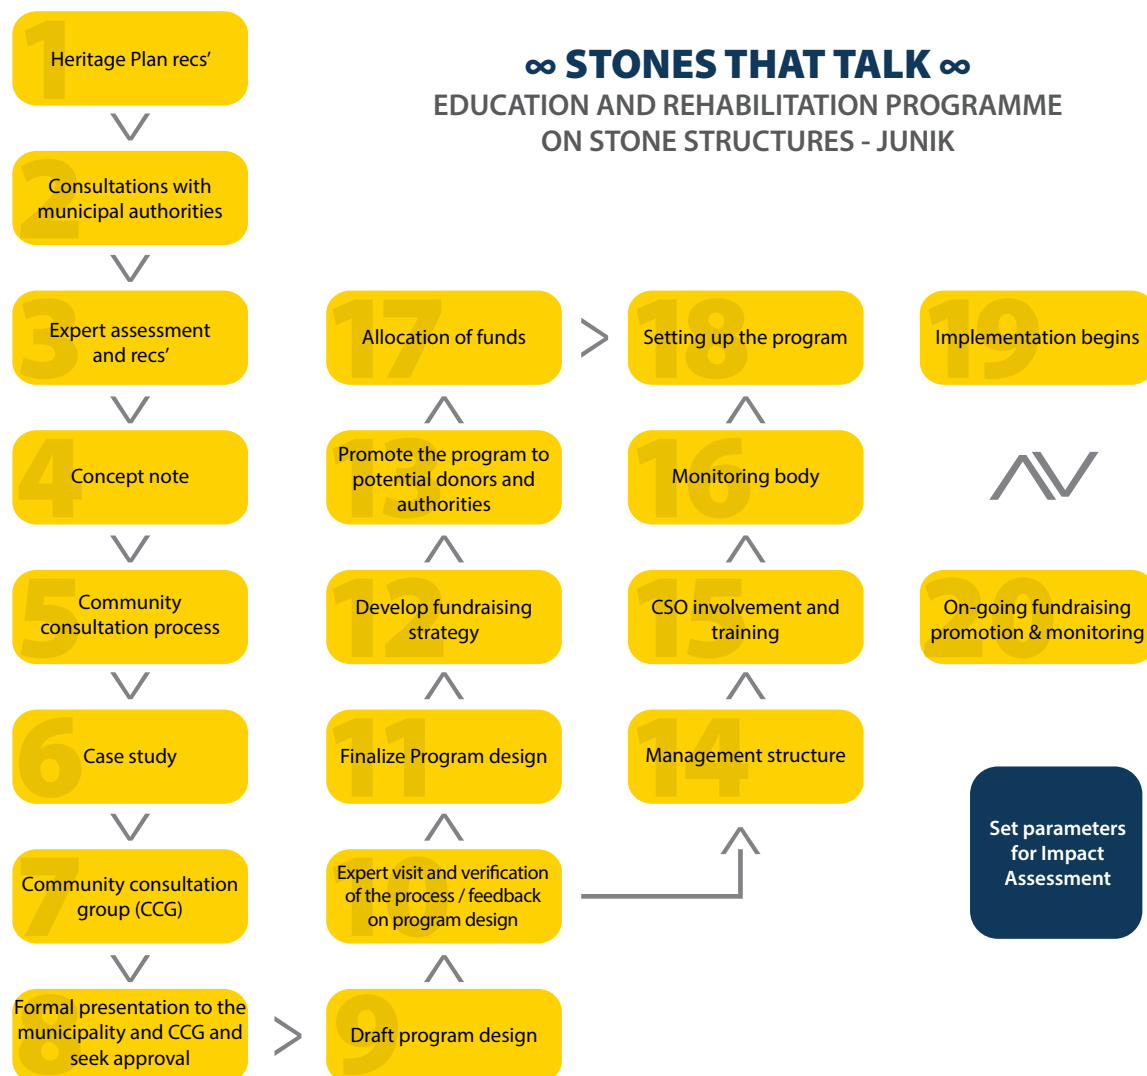 ∞ STONES THAT TALK ∞
EDUCATION AND REHABILITATION PROGRAMME
ON STONE STRUCTURES - JUNIK
1
Heritage Plan recs'
2
Consultations with
municipal authorities
3
Expert assessment
and recs'
4
Concept note
5
Community
consultation process
6
Case study
7
Community consultation
group (CCG)
8
Formal presentation to the
municipality and CCG and
seek approval
9
Draft program design
10
Expert visit and verification
of the process / feedback
on program design
11
Finalize Program design
12
Develop fundraising
strategy
13
Promote the program to
potential donors and
authorities
14
Management structure
15
CSO involvement and
training
16
Monitoring body
17
Allocation of funds
18
Setting up the program
19
Implementation begins
20
On-going fundraising
promotion & monitoring
Set parameters
for Impact
Assessment